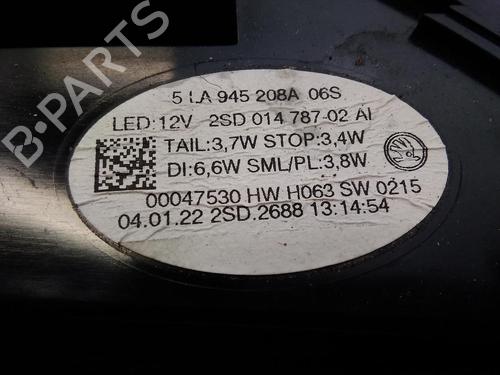 5 LA 945 208A 06S
LED:12V 2SD 014 787-02 AI
TAIL:3,7W STOP:3,4W
DI:6,6W SML/PL:3,8W
00047530 HW H063 SW 0215
04.01.22 2SD.2688 13:14:54
B-PARTS